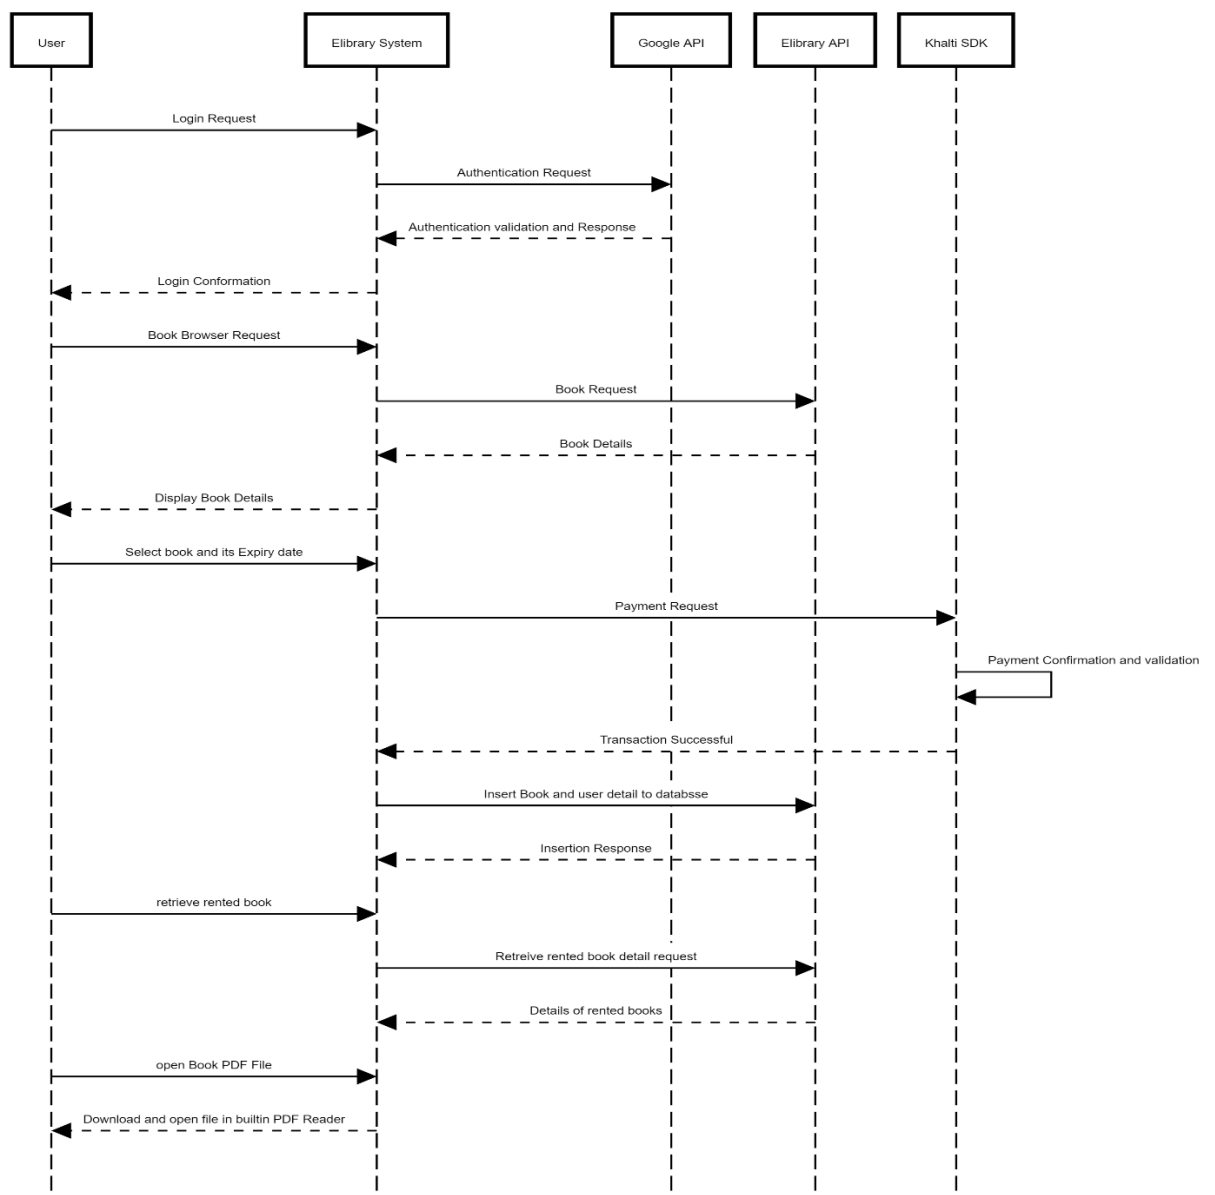 User
Elibrary System
Google API
Elibrary API
Khalti SDK
Login Request
Authentication Request
Authentication validation and Response
Login Conformation
Book Browser Request
Book Request
Book Details
Display Book Details
Select book and its Expiry date
Payment Request
Payment Confirmation and validation
Transaction Successful
Insert Book and user detail to databsse
Insertion Response
retrieve rented book
Retreive rented book detail request
Details of rented books
open Book PDF File
Download and open file in builtin PDF Reader